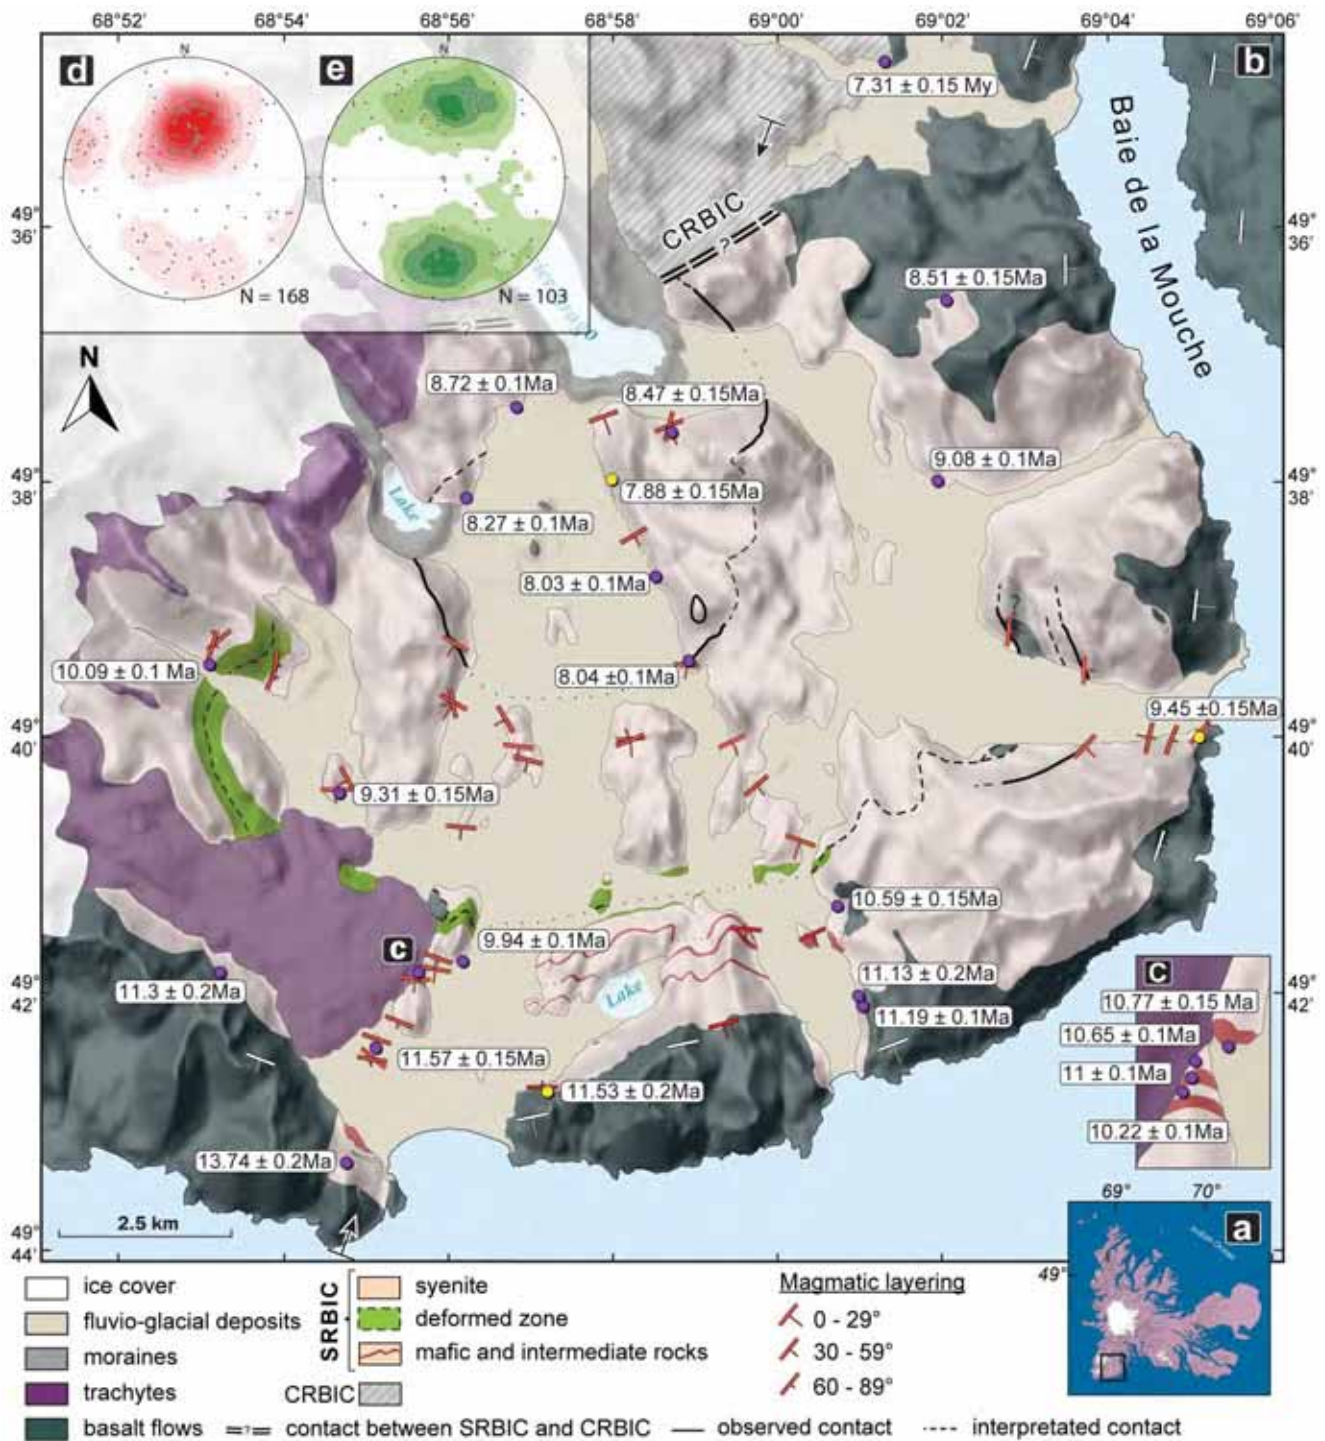 68°52' 68°54' 68°56' 68°58' 69°00' 69°02' 69°04' 69°06'
d
N
N = 168
e
N
N = 103
b
7.31 ± 0.15 My
Baie de la Mouche
49° 36'
49° 36'
CRBIC
?
8.51 ± 0.15Ma
?
N
8.72 ± 0.1Ma
8.47 ± 0.15Ma
9.08 ± 0.1Ma
49° 38'
49° 38'
7.88 ± 0.15Ma
Lake
8.27 ± 0.1Ma
8.03 ± 0.1Ma
?
10.09 ± 0.1 Ma
8.04 ±0.1Ma
9.45 ±0.15Ma
49° 40'
49° 40'
9.31 ± 0.15Ma
10.59 ± 0.15Ma
9.94 ± 0.1Ma
c
11.3 ± 0.2Ma
Lake
11.13 ± 0.2Ma
11.19 ± 0.1Ma
49° 42'
49° 42'
c
10.77 ± 0.15 Ma
10.65 ± 0.1Ma
11 ± 0.1Ma
10.22 ± 0.1Ma
11.57 ± 0.15Ma
11.53 ± 0.2Ma
13.74 ± 0.2Ma
2.5 km
49° 44'
69° 70°
a
49°
ice cover
fluvio-glacial deposits
moraines
trachytes
basalt flows
SRBIC
syenite
deformed zone
mafic and intermediate rocks
CRBIC
Magmatic layering
0 - 29°
30 - 59°
60 - 89°
=?= contact between SRBIC and CRBIC
observed contact
interpretated contact